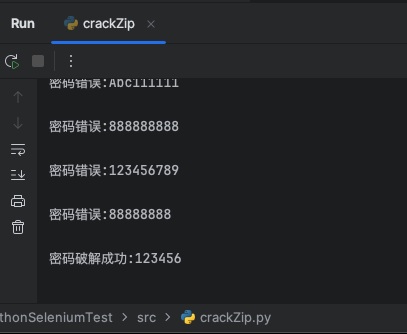 Run crackZip
密码错误:Abc111111
密码错误:888888888
密码错误:123456789
密码错误:88888888
密码破解成功:123456
thonSeleniumTest > src > crackZip.py